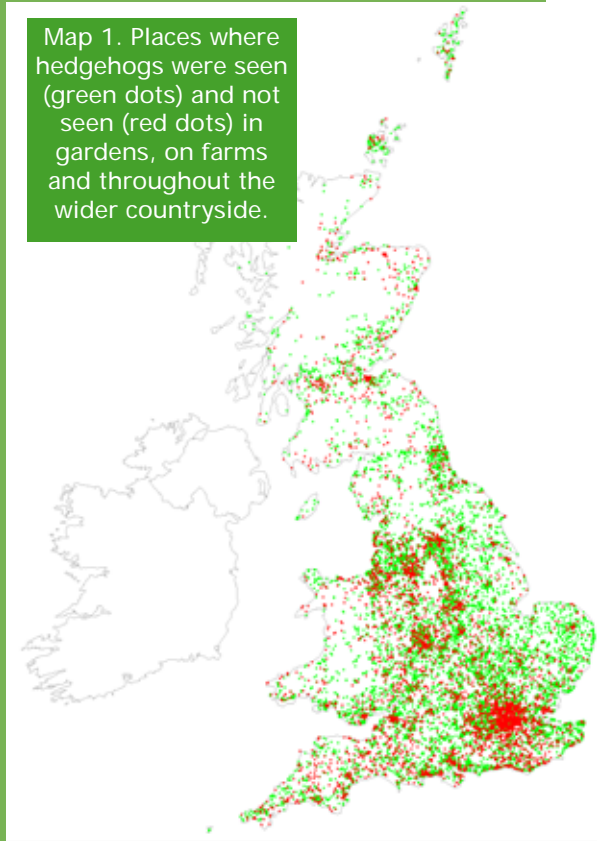 Map 1. Places where
hedgehogs were seen
(green dots) and not
seen (red dots) in
gardens, on farms
and throughout the
wider countryside.